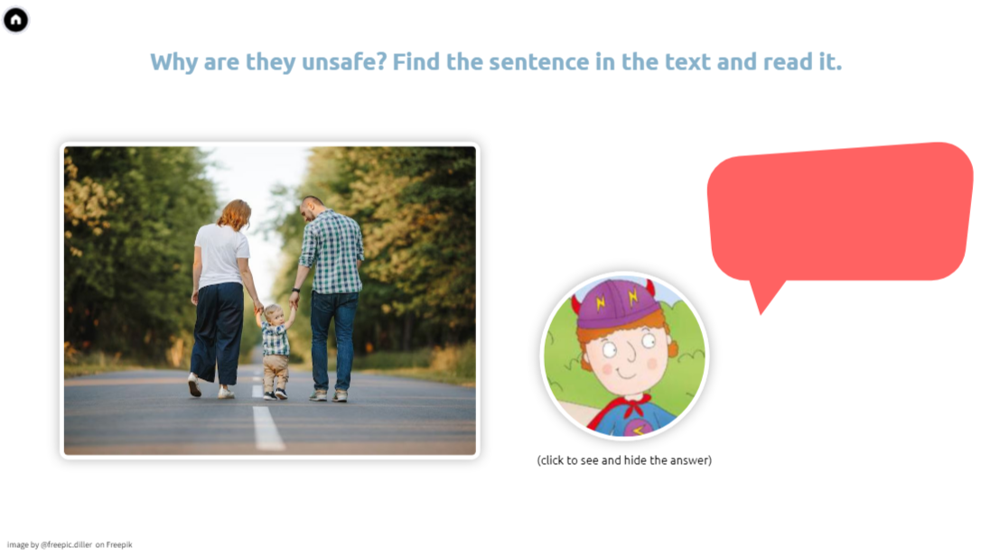 Why are they unsafe? Find the sentence in the text and read it.
(click to see and hide the answer)
image by @freepic.diller on Freepik